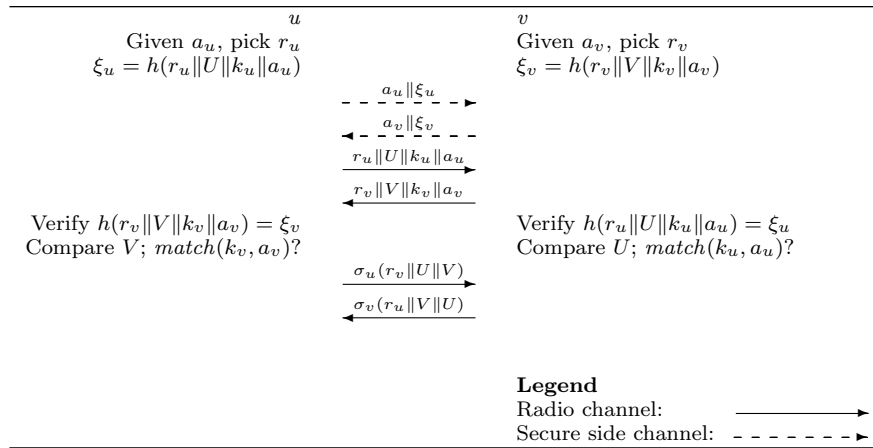 u v
Given a_u, pick r_u Given a_v, pick r_v
ξ_u = h(r_u‖U‖k_u‖a_u) ξ_v = h(r_v‖V‖k_v‖a_v)
a_u‖ξ_u
a_v‖ξ_v
r_u‖U‖k_u‖a_u
r_v‖V‖k_v‖a_v
Verify h(r_v‖V‖k_v‖a_v) = ξ_v Verify h(r_u‖U‖k_u‖a_u) = ξ_u
Compare V; match(k_v, a_v)? Compare U; match(k_u, a_u)?
σ_u(r_v‖U‖V)
σ_v(r_u‖V‖U)
Legend
Radio channel:
Secure side channel: